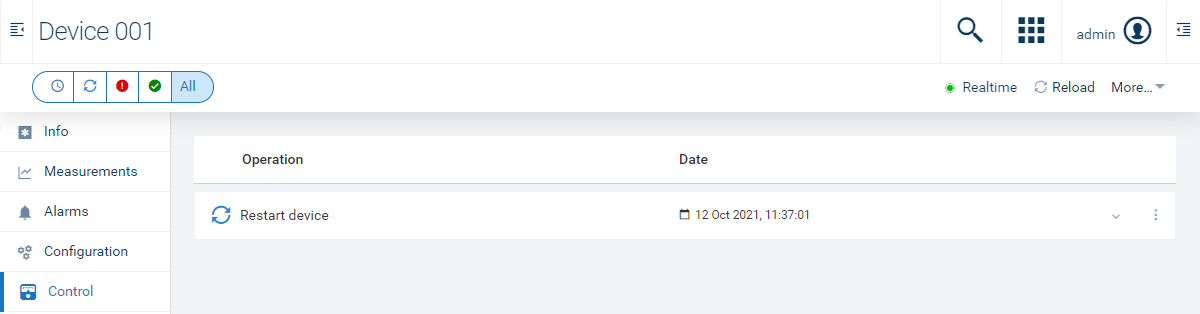 Device 001
admin
All
Realtime
Reload
More...
Info
Measurements
Alarms
Configuration
Control
Operation
Date
Restart device
12 Oct 2021, 11:37:01